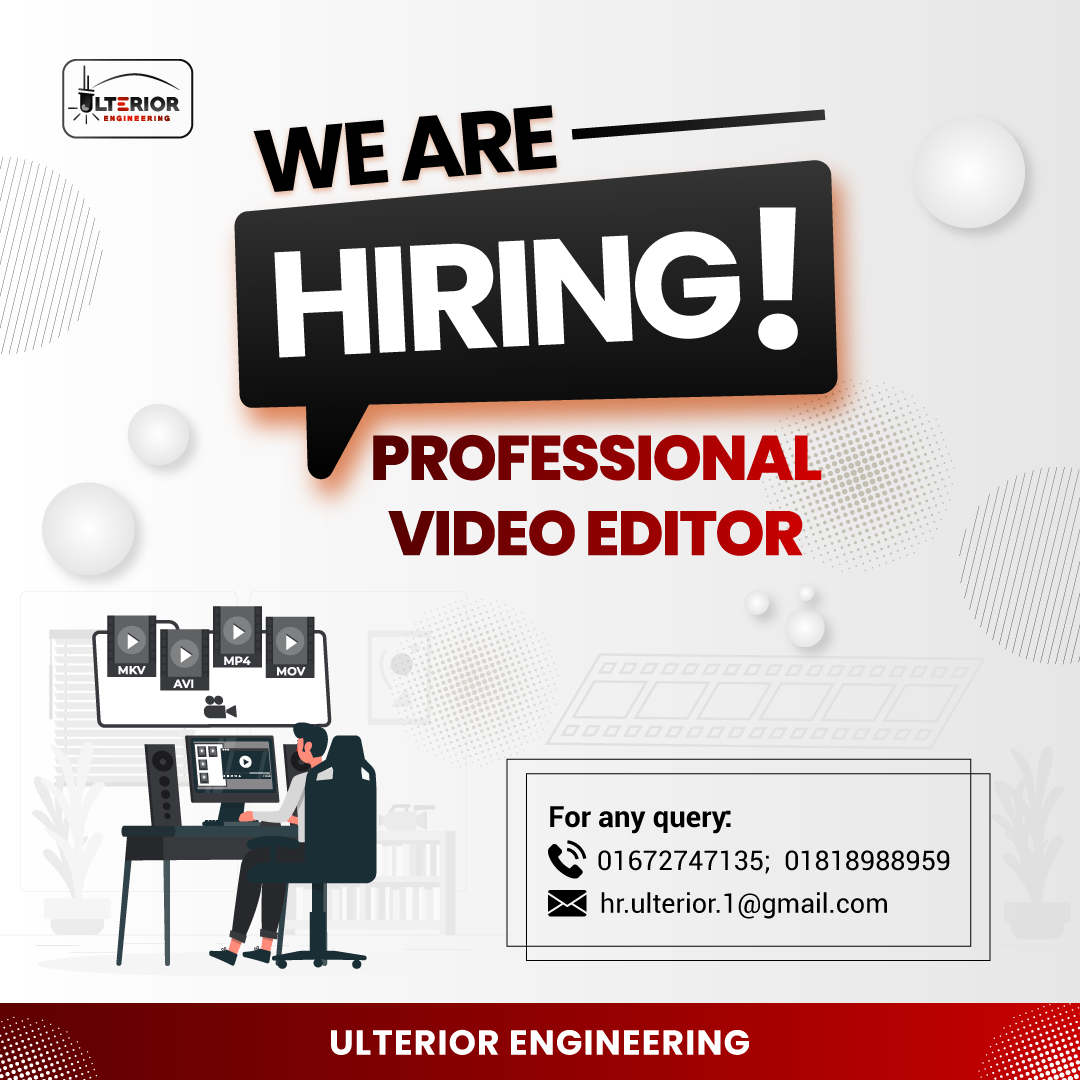 ULTERIOR
ENGINEERING
WE ARE
HIRING!
PROFESSIONAL
VIDEO EDITOR
MKV
AVI
MP4
MOV
For any query:
01672747135; 01818988959
hr.ulterior.1@gmail.com
ULTERIOR ENGINEERING